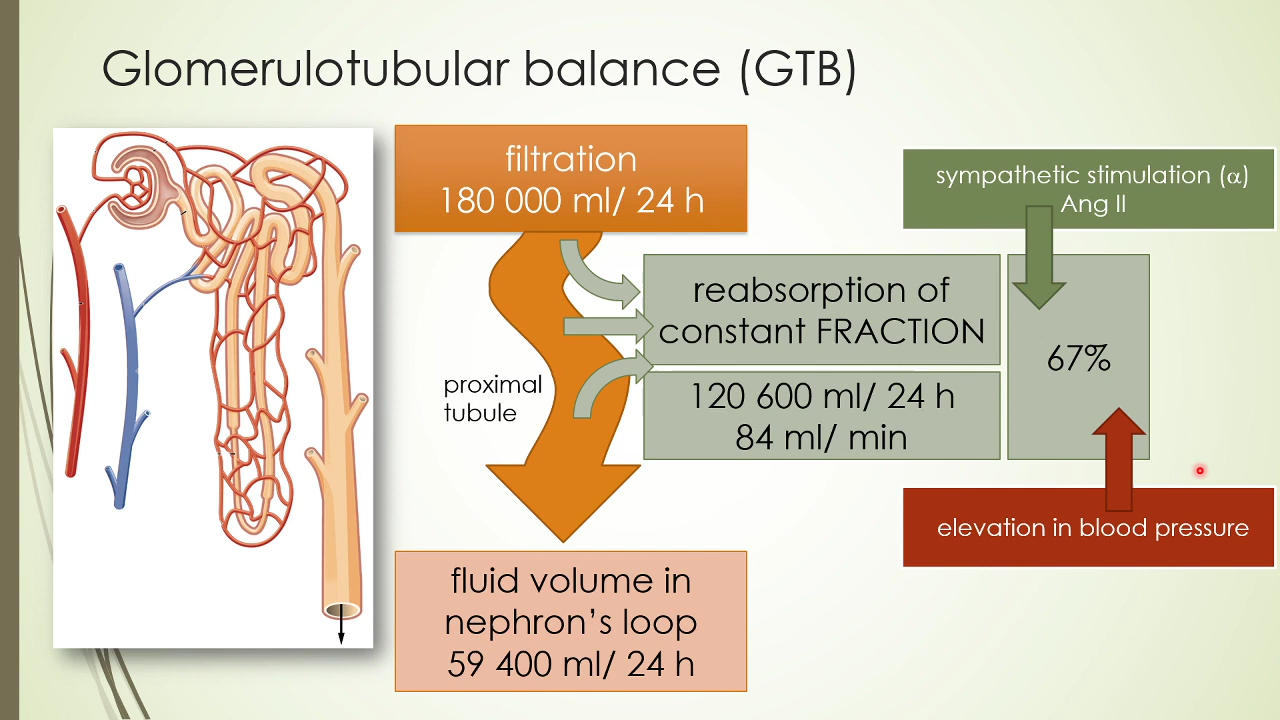 Glomerulotubular balance (GTB)
filtration
180 000 ml/ 24 h
sympathetic stimulation (α)
Ang II
reabsorption of
constant FRACTION
67%
proximal
tubule
120 600 ml/ 24 h
84 ml/ min
elevation in blood pressure
fluid volume in
nephron’s loop
59 400 ml/ 24 h